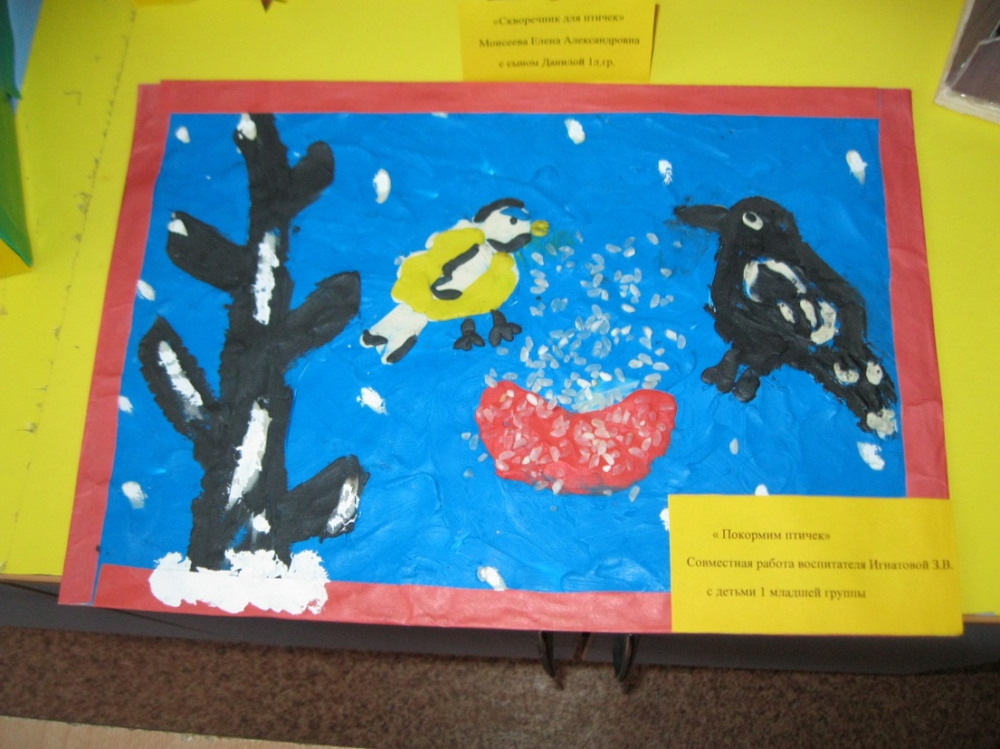 «Скворечник для птичек»
Моисеева Елена Александровна
с сыном Данилой 1л.гр.
« Покормим птичек»
Совместная работа воспитателя Игнатовой З.В.
с детьми 1 младшей группы